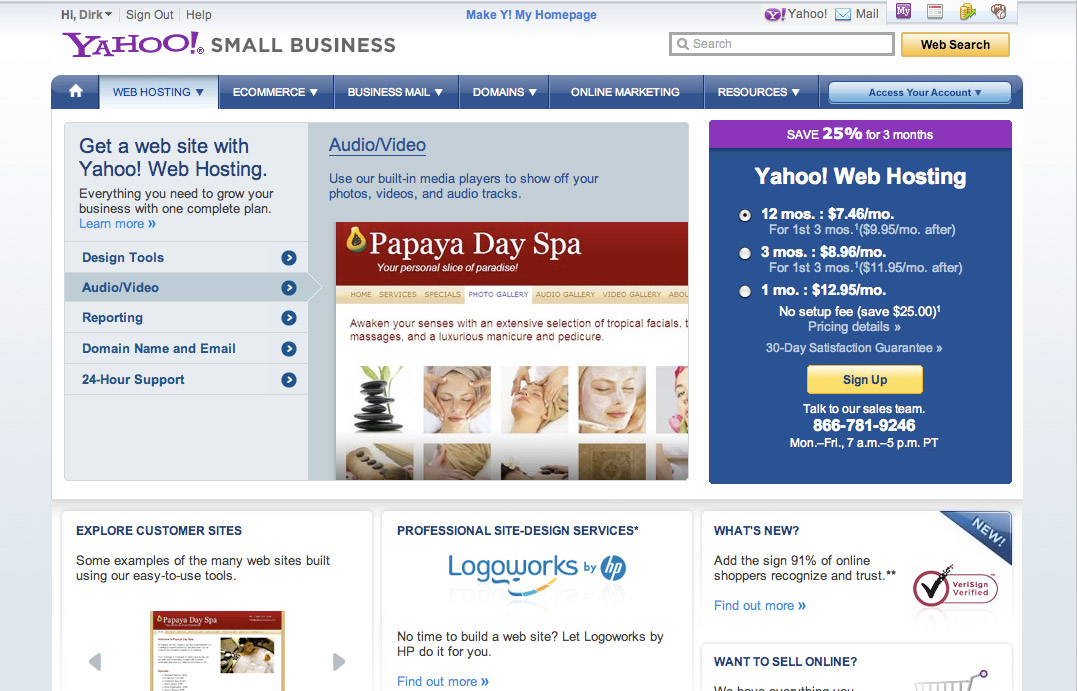 Hi, Dirk
Sign Out
Help
Make Y! My Homepage
Y! Yahoo!
Mail
My
YAHOO!® SMALL BUSINESS
Search
Web Search
WEB HOSTING
ECOMMERCE
BUSINESS MAIL
DOMAINS
ONLINE MARKETING
RESOURCES
Access Your Account
Get a web site with
Yahoo! Web Hosting.
Everything you need to grow your
business with one complete plan.
Learn more »
Design Tools
Audio/Video
Reporting
Domain Name and Email
24-Hour Support
Audio/Video
Use our built-in media players to show off your
photos, videos, and audio tracks.
Papaya Day Spa
Your personal slice of paradise!
HOME SERVICES SPECIALS PHOTO GALLERY AUDIO GALLERY VIDEO GALLERY ABOU
Awaken your senses with an extensive selection of tropical facials, t
massages, and a luxurious manicure and pedicure.
SAVE 25% for 3 months
Yahoo! Web Hosting
12 mos. : $7.46/mo.
For 1st 3 mos.¹($9.95/mo. after)
3 mos. : $8.96/mo.
For 1st 3 mos.¹($11.95/mo. after)
1 mo. : $12.95/mo.
No setup fee (save $25.00)¹
Pricing details »
30-Day Satisfaction Guarantee »
Sign Up
Talk to our sales team.
866-781-9246
Mon.–Fri., 7 a.m.–5 p.m. PT
EXPLORE CUSTOMER SITES
Some examples of the many web sites built
using our easy-to-use tools.
Papaya Day Spa
PROFESSIONAL SITE-DESIGN SERVICES*
Logoworks by hp
No time to build a web site? Let Logoworks by
HP do it for you.
Find out more »
WHAT'S NEW?
NEW!
Add the sign 91% of online
shoppers recognize and trust.**
Find out more »
VeriSign
Verified
WANT TO SELL ONLINE?
We have everything you